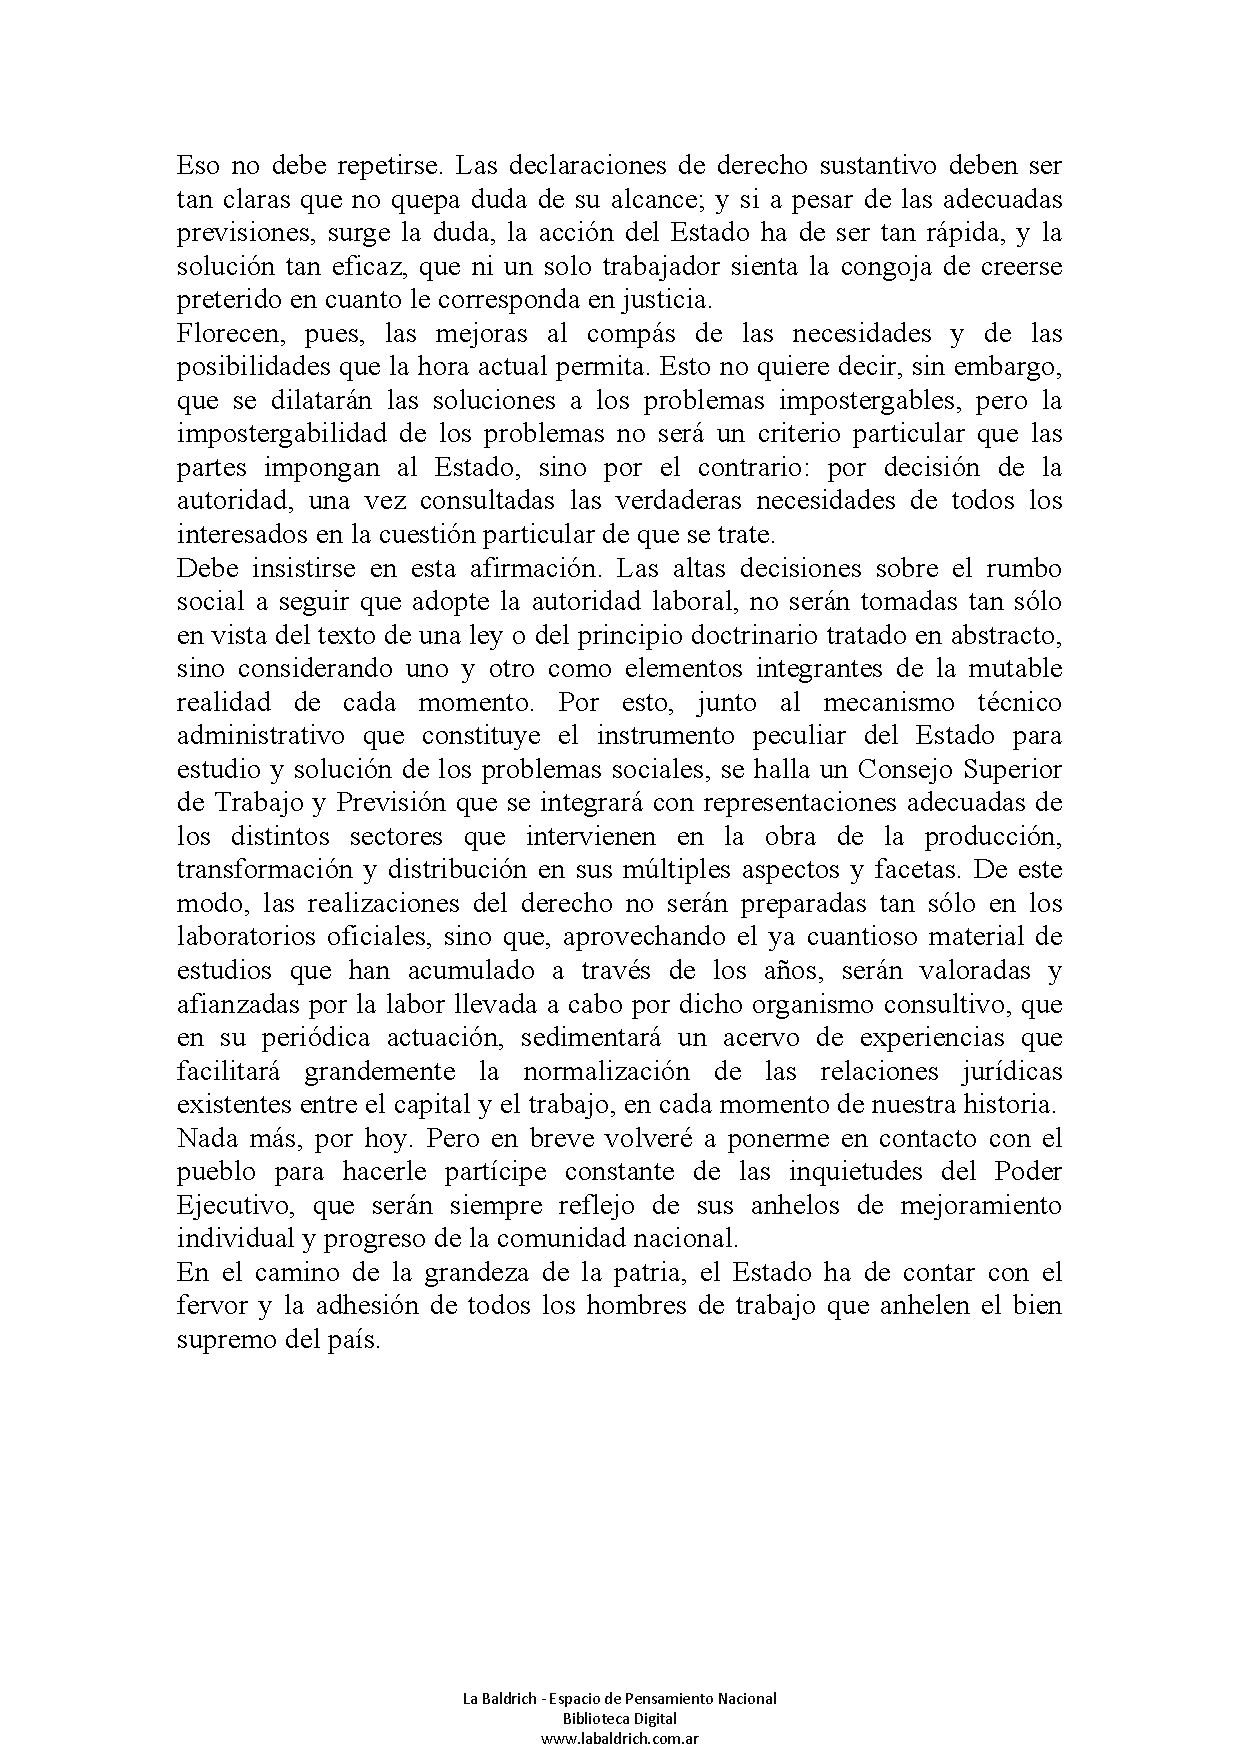 Eso no debe repetirse. Las declaraciones de derecho sustantivo deben ser
tan claras que no quepa duda de su alcance; y si a pesar de las adecuadas
previsiones, surge la duda, la acción del Estado ha de ser tan rápida, y la
solución tan eficaz, que ni un solo trabajador sienta la congoja de creerse
preterido en cuanto le corresponda en justicia.
Florecen, pues, las mejoras al compás de las necesidades y de las
posibilidades que la hora actual permita. Esto no quiere decir, sin embargo,
que se dilatarán las soluciones a los problemas impostergables, pero la
impostergabilidad de los problemas no será un criterio particular que las
partes impongan al Estado, sino por el contrario: por decisión de la
autoridad, una vez consultadas las verdaderas necesidades de todos los
interesados en la cuestión particular de que se trate.
Debe insistirse en esta afirmación. Las altas decisiones sobre el rumbo
social a seguir que adopte la autoridad laboral, no serán tomadas tan sólo
en vista del texto de una ley o del principio doctrinario tratado en abstracto,
sino considerando uno y otro como elementos integrantes de la mutable
realidad de cada momento. Por esto, junto al mecanismo técnico
administrativo que constituye el instrumento peculiar del Estado para
estudio y solución de los problemas sociales, se halla un Consejo Superior
de Trabajo y Previsión que se integrará con representaciones adecuadas de
los distintos sectores que intervienen en la obra de la producción,
transformación y distribución en sus múltiples aspectos y facetas. De este
modo, las realizaciones del derecho no serán preparadas tan sólo en los
laboratorios oficiales, sino que, aprovechando el ya cuantioso material de
estudios que han acumulado a través de los años, serán valoradas y
afianzadas por la labor llevada a cabo por dicho organismo consultivo, que
en su periódica actuación, sedimentará un acervo de experiencias que
facilitará grandemente la normalización de las relaciones jurídicas
existentes entre el capital y el trabajo, en cada momento de nuestra historia.
Nada más, por hoy. Pero en breve volveré a ponerme en contacto con el
pueblo para hacerle partícipe constante de las inquietudes del Poder
Ejecutivo, que serán siempre reflejo de sus anhelos de mejoramiento
individual y progreso de la comunidad nacional.
En el camino de la grandeza de la patria, el Estado ha de contar con el
fervor y la adhesión de todos los hombres de trabajo que anhelen el bien
supremo del país.
La Baldrich - Espacio de Pensamiento Nacional
Biblioteca Digital
www.labaldrich.com.ar